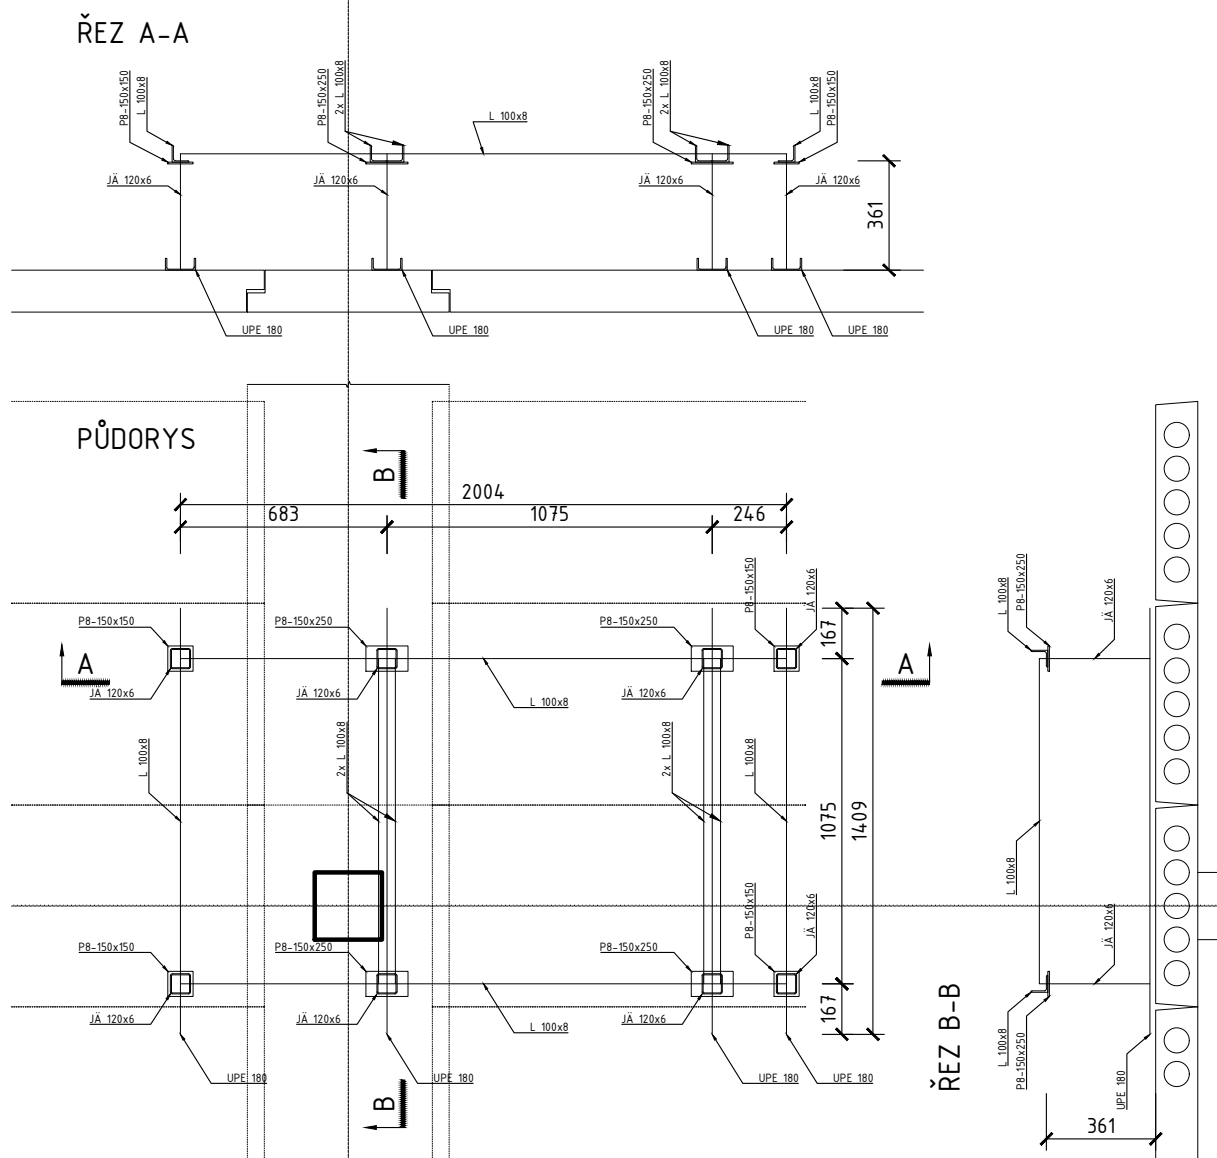 ŘEZ A-A
P8-150x150
L 100x8
P8-150x250
2x L 100x8
L 100x8
P8-150x250
2x L 100x8
L 100x8
P8-150x150
JÄ 120x6
JÄ 120x6
JÄ 120x6
JÄ 120x6
361
UPE 180
UPE 180
UPE 180
UPE 180
PŮDORYS
B
2004
683
1075
246
P8-150x150
P8-150x250
P8-150x250
P8-150x150
JÄ 120x6
167
A
A
JÄ 120x6
JÄ 120x6
JÄ 120x6
L 100x8
L 100x8
2x L 100x8
2x L 100x8
L 100x8
1075
1409
P8-150x150
P8-150x250
P8-150x250
P8-150x150
JÄ 120x6
JÄ 120x6
JÄ 120x6
JÄ 120x6
L 100x8
167
UPE 180
UPE 180
UPE 180
UPE 180
B
L 100x8
P8-150x250
JÄ 120x6
L 100x8
JÄ 120x6
L 100x8
P8-150x250
UPE 180
361
ŘEZ B-B